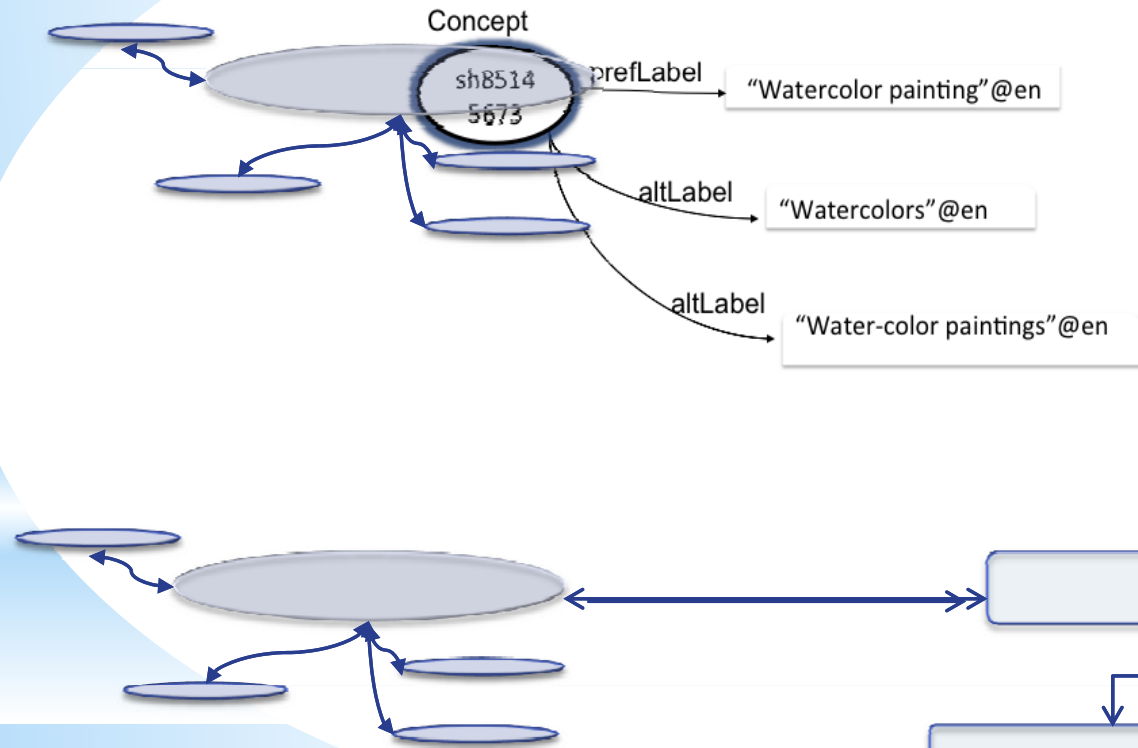 Concept
sh8514
5673
prefLabel
“Watercolor painting”@en
altLabel
“Watercolors”@en
altLabel
“Water-color paintings”@en